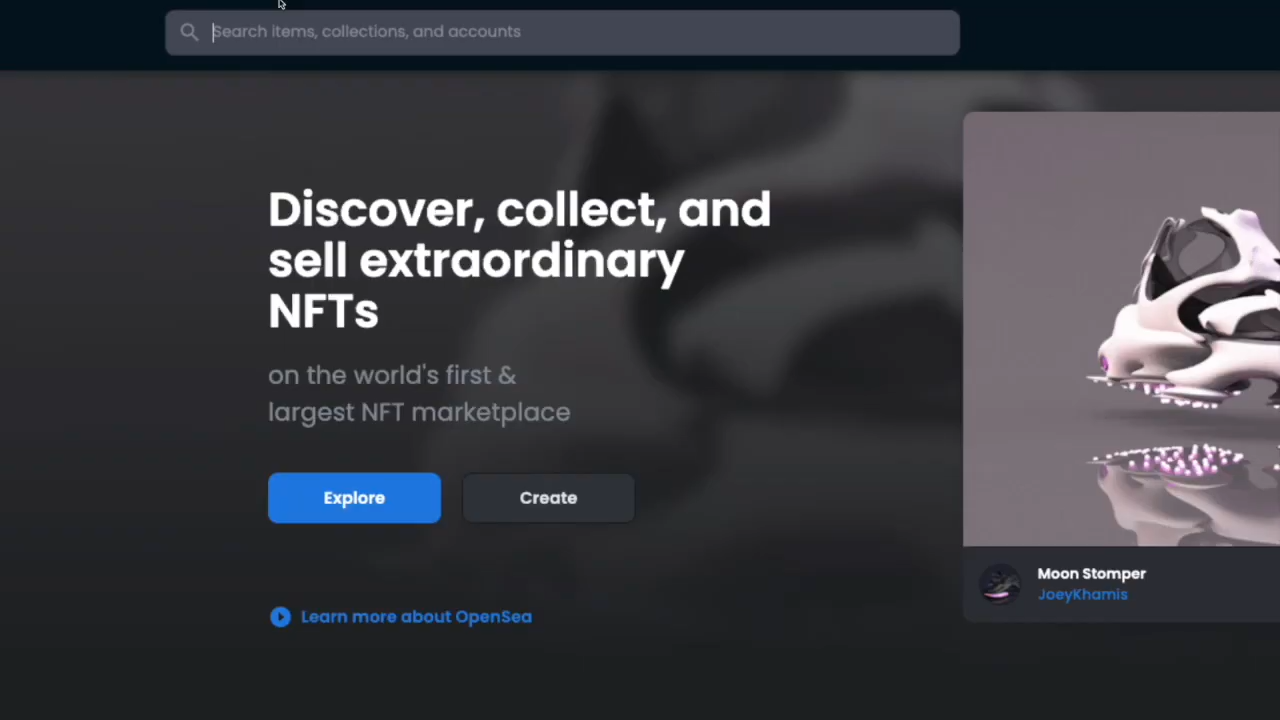 Search items, collections, and accounts
Discover, collect, and
sell extraordinary
NFTs
on the world's first &
largest NFT marketplace
Explore
Create
Learn more about OpenSea
Moon Stomper
JoeyKhamis